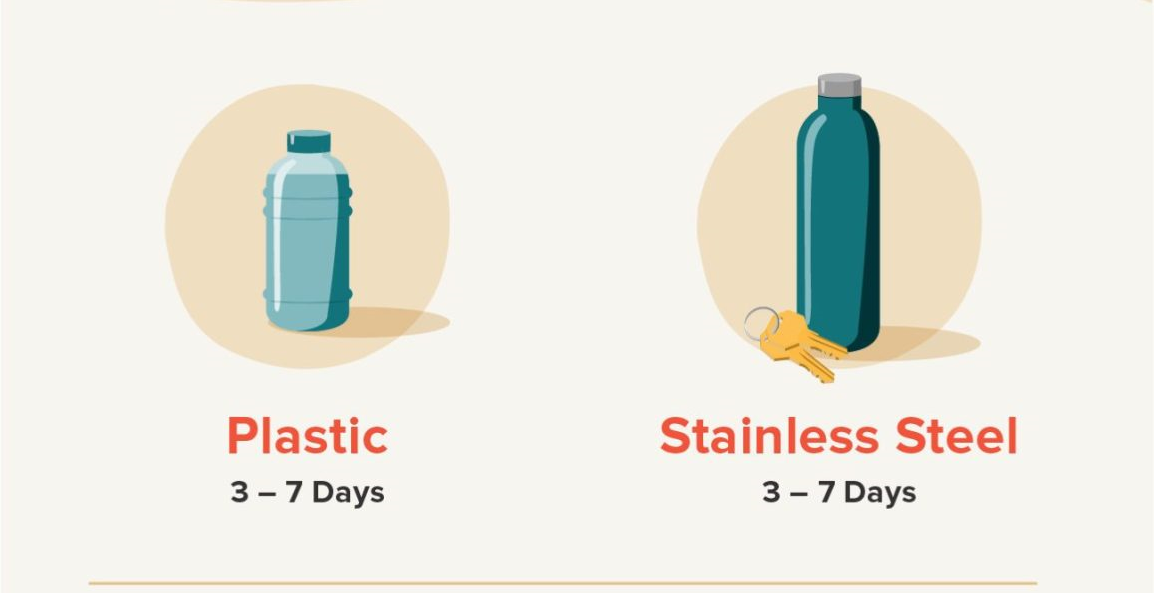 Plastic
3 – 7 Days
Stainless Steel
3 – 7 Days